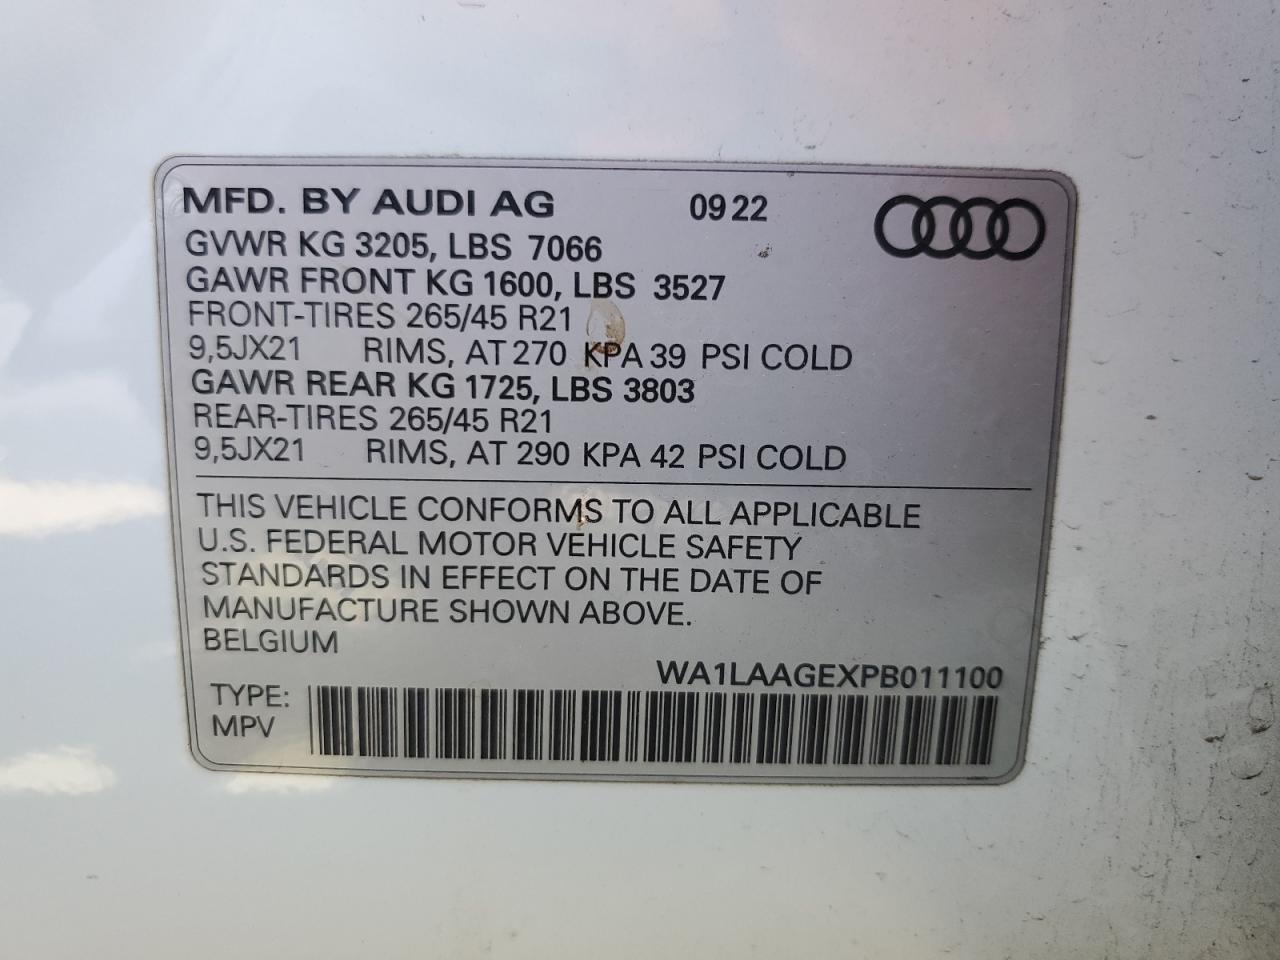 MFD. BY AUDI AG 09 22
GVWR KG 3205, LBS 7066
GAWR FRONT KG 1600, LBS 3527
FRONT-TIRES 265/45 R21
9,5JX21 RIMS, AT 270 KPA 39 PSI COLD
GAWR REAR KG 1725, LBS 3803
REAR-TIRES 265/45 R21
9,5JX21 RIMS, AT 290 KPA 42 PSI COLD
THIS VEHICLE CONFORMS TO ALL APPLICABLE
U.S. FEDERAL MOTOR VEHICLE SAFETY
STANDARDS IN EFFECT ON THE DATE OF
MANUFACTURE SHOWN ABOVE.
BELGIUM
WA1LAAGEXPB011100
TYPE:
MPV